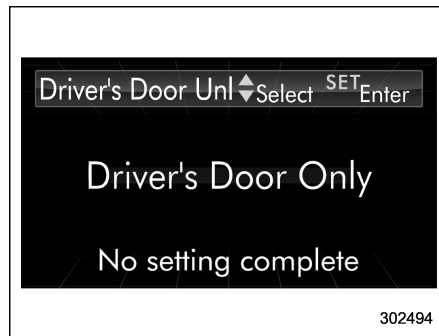 Driver's Door Unl Select SET Enter
Driver's Door Only
No setting complete
302494